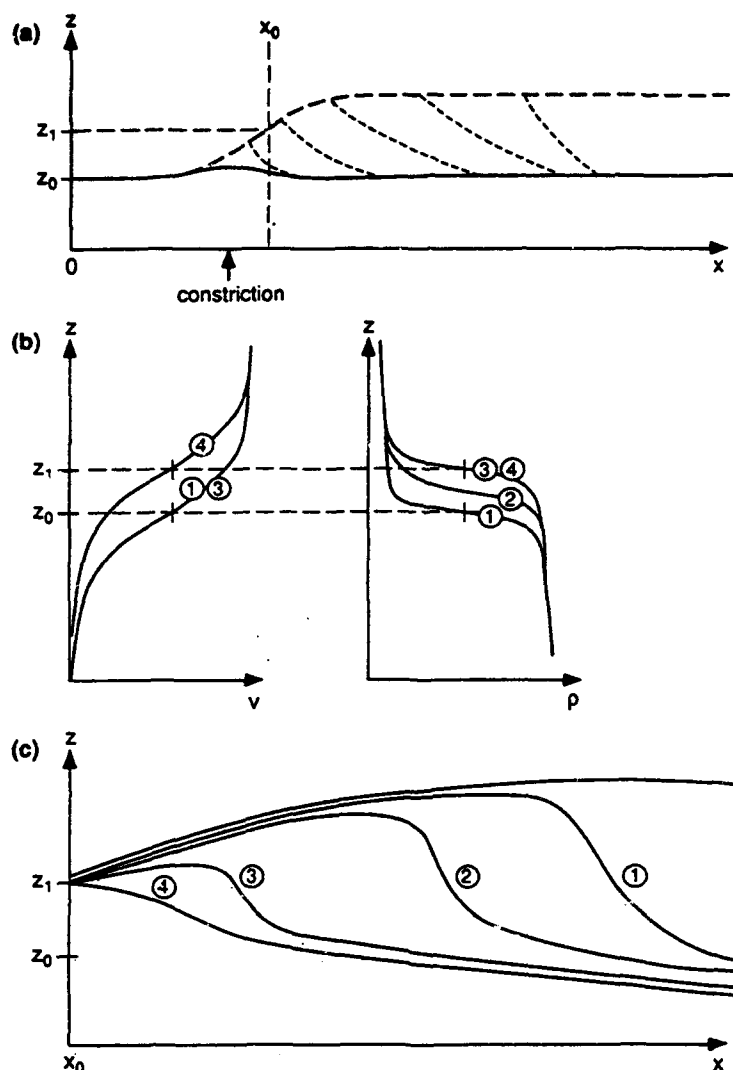 (a)
z
x₀
z₁
z₀
0
x
constriction
(b)
z
z
④
③ ④
z₁
① ③
②
z₀
①
v
ρ
(c)
z
z₁
④
③
②
①
z₀
x₀
x